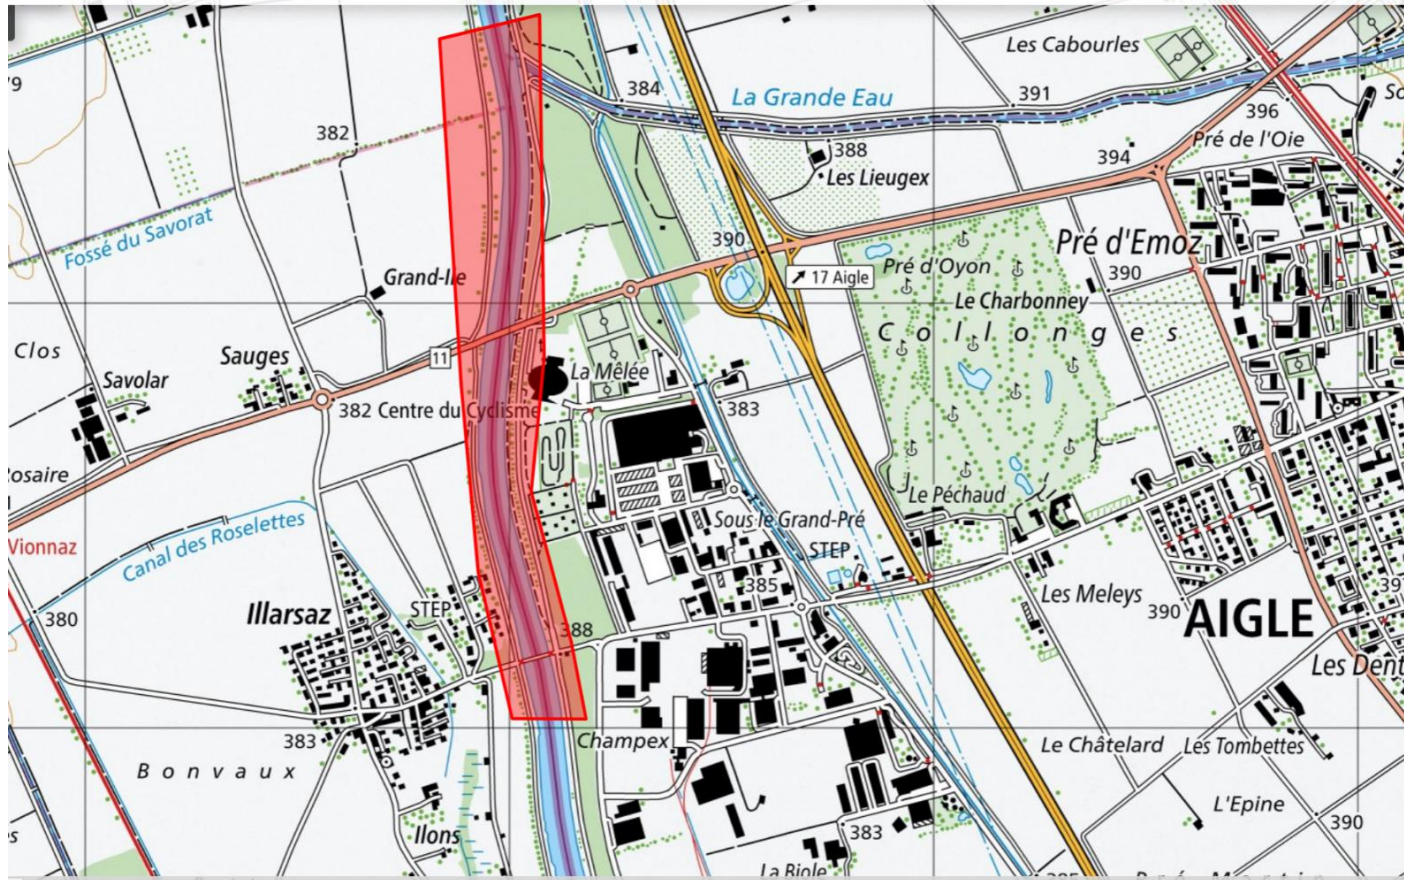 Les Cabourles
384
La Grande Eau
391
396
79
382
Pré de l'Oie
394
388
Les Lieugex
Fossé du Savorat
390
Pré d'Emoz
Pré d'Oyon
17 Aigle
390
Grand-Ile
Le Charbonney
Collonges
Clos
Sauges
11
La Mêlée
Savolar
382 Centre du Cyclisme
383
osaire
Le Péchaud
Canal des Roselettes
Sous le Grand-Pré
Vionnaz
STEP
385
Les Meleys
390
AIGLE
380
Illarsaz
STEP
388
Les Dent
383
Champex
Le Châtelard
Les Tombettes
Bonvaux
L'Epine
Ilons
383
390
La Biole